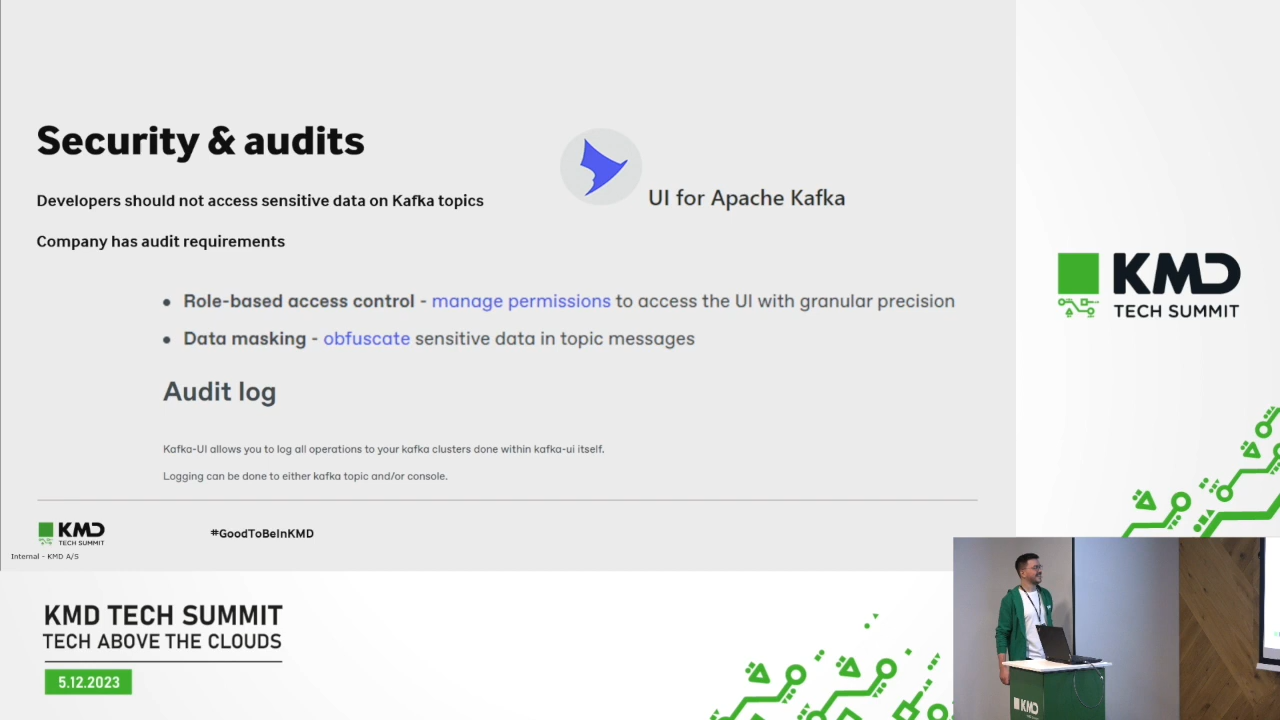 Security & audits
UI for Apache Kafka
Developers should not access sensitive data on Kafka topics
Company has audit requirements
• Role-based access control - manage permissions to access the UI with granular precision
• Data masking - obfuscate sensitive data in topic messages
Audit log
Kafka-UI allows you to log all operations to your kafka clusters done within kafka-ui itself.
Logging can be done to either kafka topic and/or console.
KMD
TECH SUMMIT
#GoodToBeInKMD
Internal - KMD A/S
KMD
TECH SUMMIT
KMD TECH SUMMIT
TECH ABOVE THE CLOUDS
5.12.2023
KMD